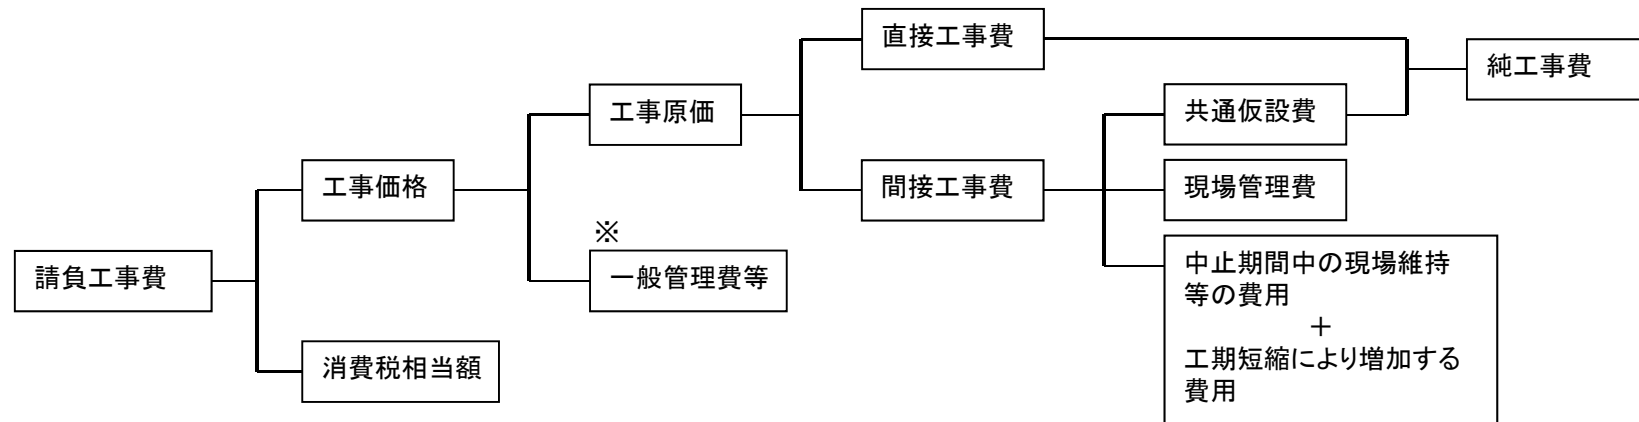 直接工事費
純工事費
工事原価
共通仮設費
工事価格
間接工事費
現場管理費
※
請負工事費
一般管理費等
中止期間中の現場維持
等の費用
＋
工期短縮により増加する
費用
消費税相当額